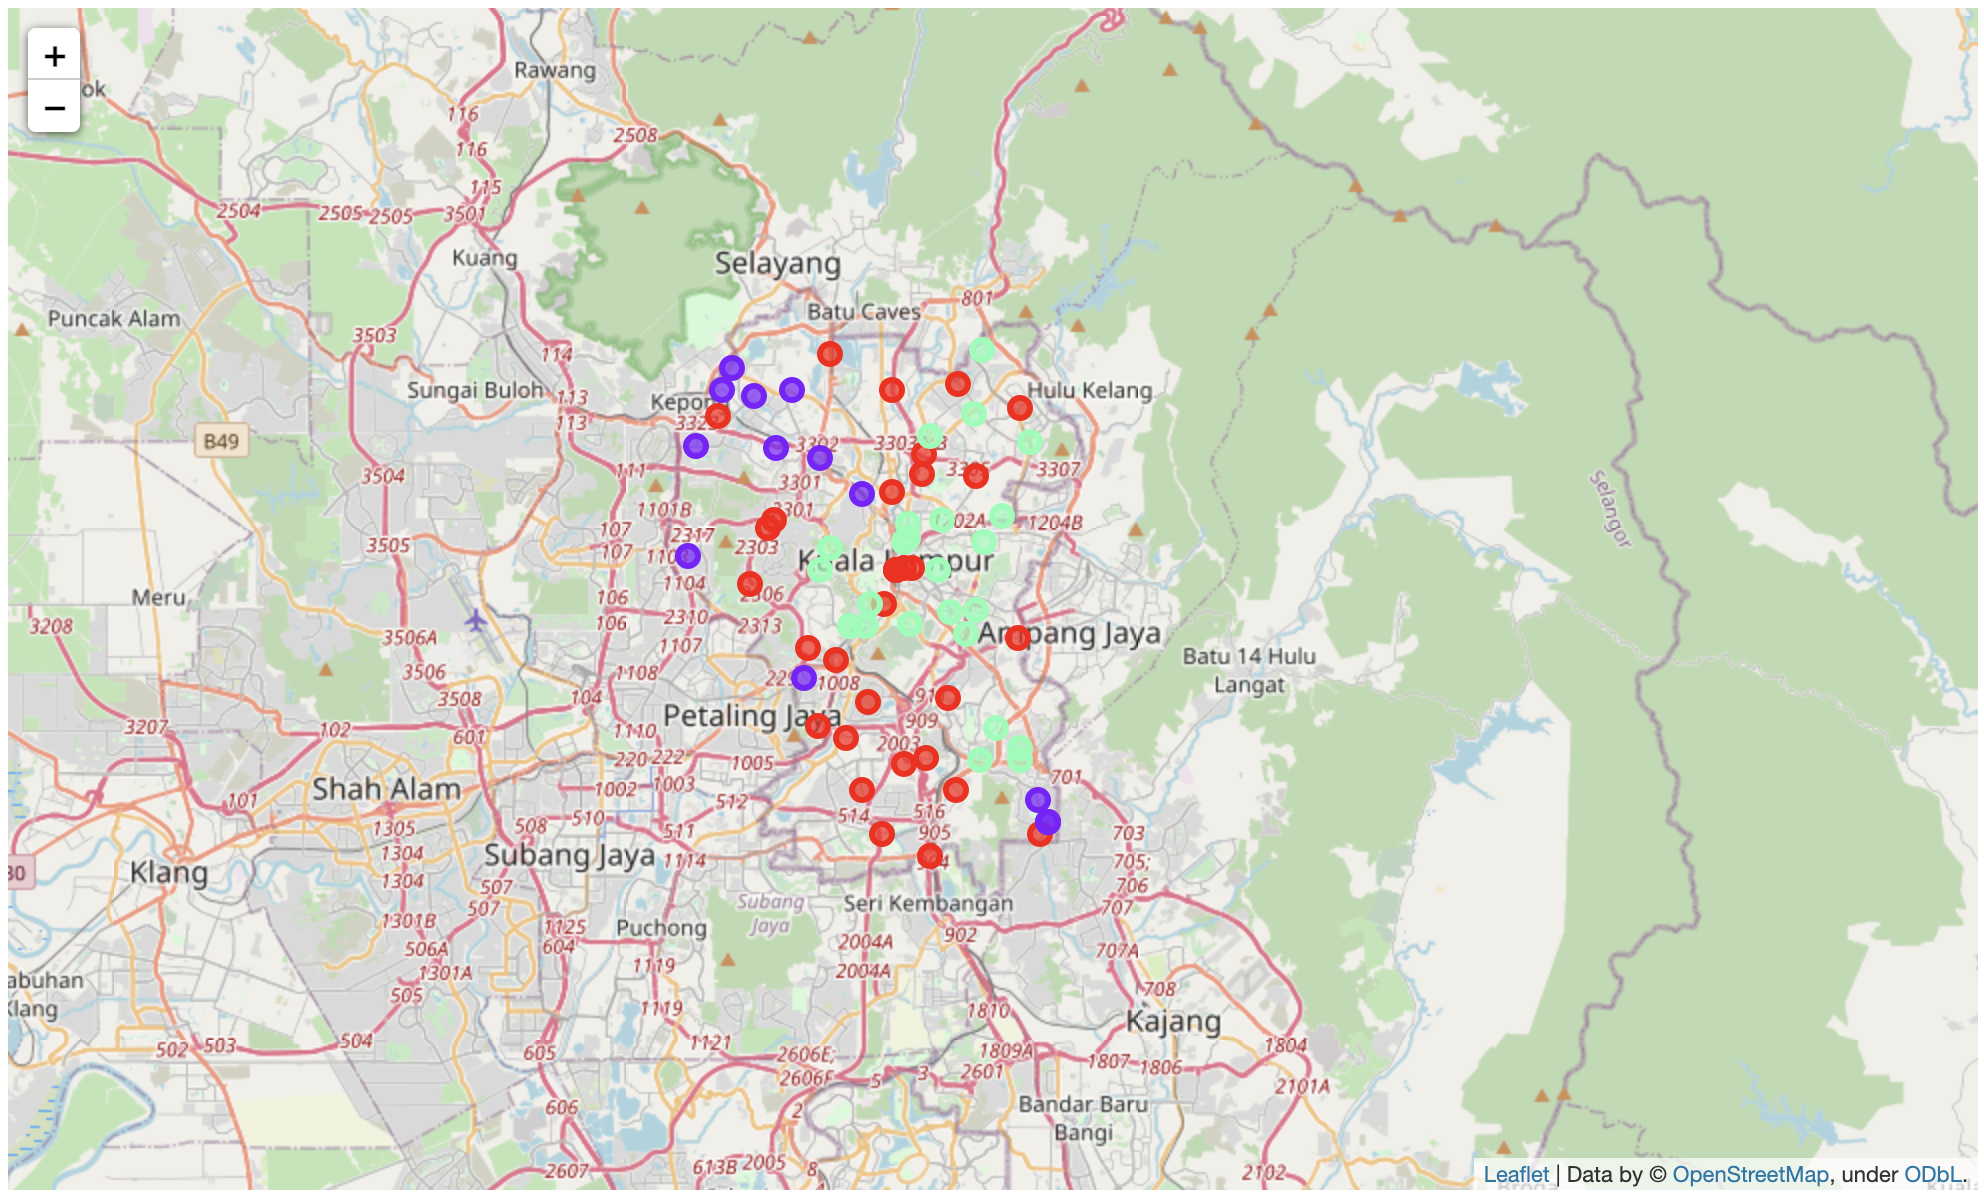 +
−
ok
Rawang
116
116
2508
115
2504
2505
2505
3501
Kuang
Selayang
801
Batu Caves
Puncak Alam
3503
114
Sungai Buloh
113
113
Hulu Kelang
B49
3302
3301
3307
3504
111
1101B
3301
107
107
2317
2303
1204B
Selangor
3505
Kuala Lumpur
1104
106
106
2310
2313
Meru
3208
3506A
3506
3508
1107
1108
Ampang Jaya
Batu 14 Hulu
Langat
1008
104
Petaling Jaya
909
3207
102
601
1110
2003
220
222
1005
1003
1002
701
Shah Alam
101
512
514
516
510
511
508
1305
1304
1304
905
703
705;
706
707
Subang Jaya
1114
Klang
507
507
Seri Kembangan
Subang
Jaya
1301B
1125
604
Puchong
902
506A
1301A
505
2004A
2004A
707A
708
1119
1119
abuhan
Klang
1810
Kajang
502
503
504
605
1121
2606E;
1809A
1807
1806
1804
2101A
5
3
2601
606
2
Bandar Baru
Bangi
2607
613B
2005
8
2102
Leaflet | Data by © OpenStreetMap, under ODbL.